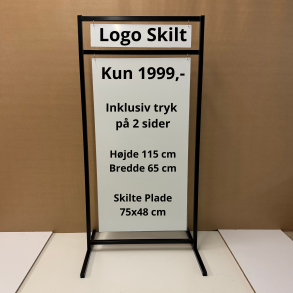 Logo Skilt
Kun 1999,-
Inklusiv tryk
på 2 sider
Højde 115 cm
Bredde 65 cm
Skilte Plade
75x48 cm